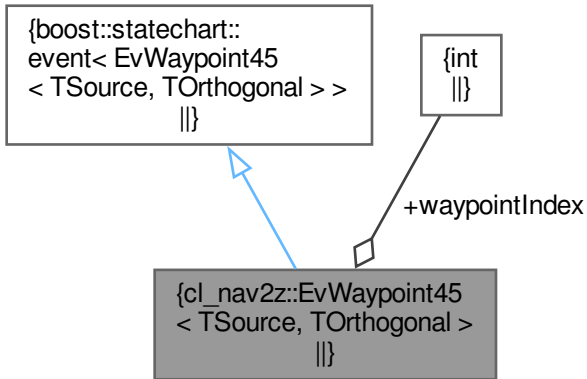 {boost::statechart::
event< EvWaypoint45
< TSource, TOrthogonal > >
||}
{int
||}
+waypointIndex
{cl_nav2z::EvWaypoint45
< TSource, TOrthogonal >
||}